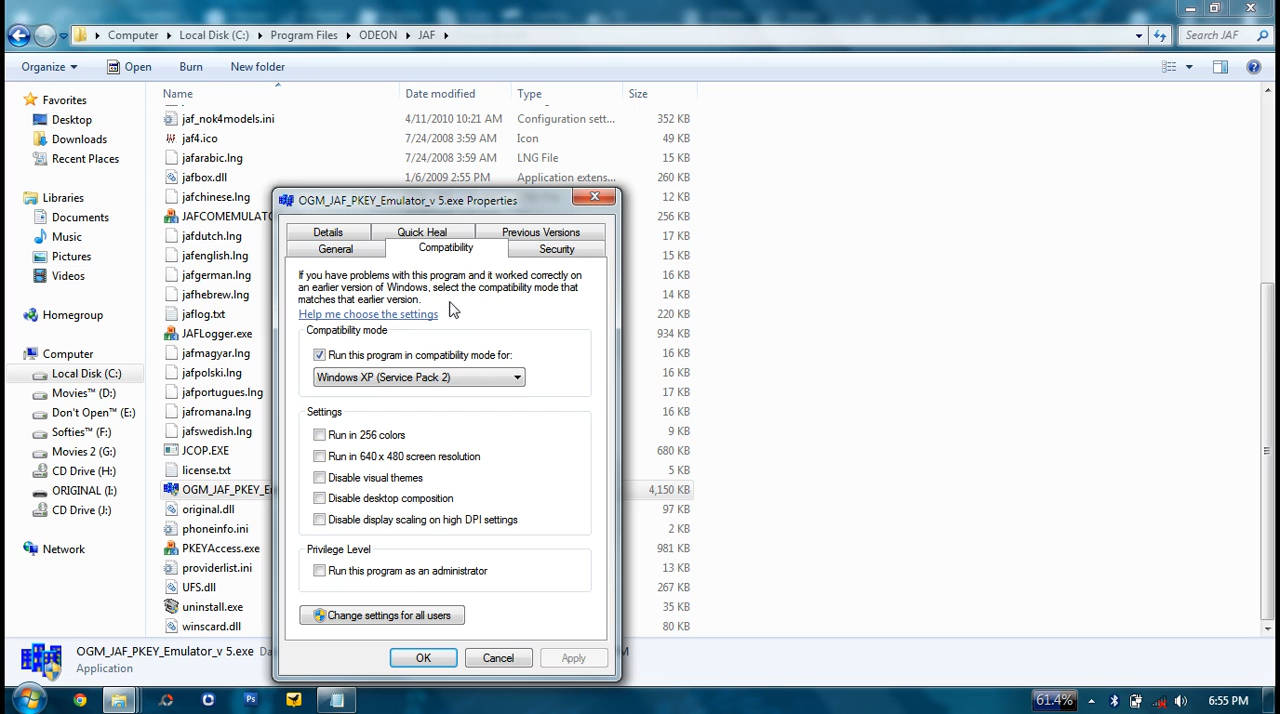 Computer ▸ Local Disk (C:) ▸ Program Files ▸ ODEON ▸ JAF ▸
Search JAF
Organize Open Burn New folder
Name Date modified Type Size
Favorites
Desktop
Downloads
Recent Places
Libraries
Documents
Music
Pictures
Videos
Homegroup
Computer
Local Disk (C:)
Movies™ (D:)
Don't Open™ (E:)
Softies™ (F:)
Movies 2 (G:)
CD Drive (H:)
ORIGINAL (I:)
CD Drive (J:)
Network
jaf_nok4models.ini 4/11/2010 10:21 AM Configuration sett... 352 KB
jaf4.ico 7/24/2008 3:59 AM Icon 49 KB
jafarabic.lng 7/24/2008 3:59 AM LNG File 15 KB
jafbox.dll 1/6/2009 2:55 PM Application extens... 260 KB
jafchinese.lng 12 KB
JAFCOMEMULATO 256 KB
jafdutch.lng 17 KB
jafenglish.lng 15 KB
jafgerman.lng 16 KB
jafhebrew.lng 16 KB
jaflog.txt 220 KB
JAFLogger.exe 934 KB
jafmagyar.lng 16 KB
jafpolski.lng 16 KB
jafportugues.lng 17 KB
jafromana.lng 16 KB
jafswedish.lng 9 KB
JCOP.EXE 680 KB
license.txt 5 KB
OGM_JAF_PKEY_E 4,150 KB
original.dll 97 KB
phoneinfo.ini 2 KB
PKEYAccess.exe 981 KB
providerlist.ini 13 KB
UFS.dll 267 KB
uninstall.exe 35 KB
winscard.dll 80 KB
OGM_JAF_PKEY_Emulator_v 5.exe Properties
Details Quick Heal Previous Versions
General Compatibility Security
If you have problems with this program and it worked correctly on
an earlier version of Windows, select the compatibility mode that
matches that earlier version.
Help me choose the settings
Compatibility mode
Run this program in compatibility mode for:
Windows XP (Service Pack 2)
Settings
Run in 256 colors
Run in 640 x 480 screen resolution
Disable visual themes
Disable desktop composition
Disable display scaling on high DPI settings
Privilege Level
Run this program as an administrator
Change settings for all users
OK Cancel Apply
OGM_JAF_PKEY_Emulator_v 5.exe Da M
Application
Ps 61.4% 6:55 PM